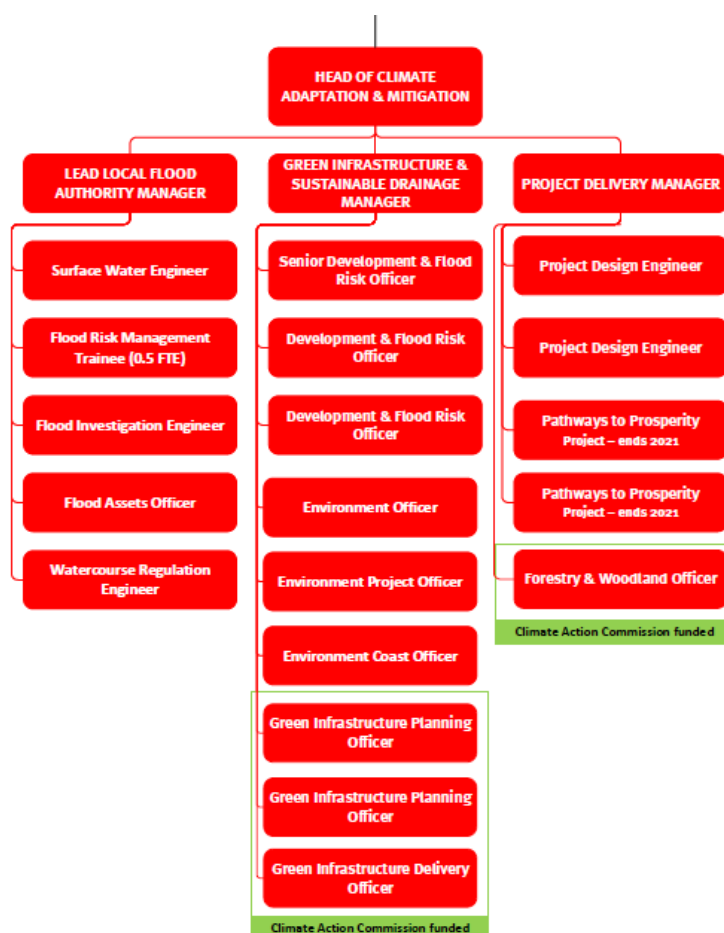 HEAD OF CLIMATE
ADAPTATION & MITIGATION
LEAD LOCAL FLOOD
AUTHORITY MANAGER
Surface Water Engineer
Flood Risk Management
Trainee (0.5 FTE)
Flood Investigation Engineer
Flood Assets Officer
Watercourse Regulation
Engineer
GREEN INFRASTRUCTURE &
SUSTAINABLE DRAINAGE
MANAGER
Senior Development & Flood
Risk Officer
Development & Flood Risk
Officer
Development & Flood Risk
Officer
Environment Officer
Environment Project Officer
Environment Coast Officer
Green Infrastructure Planning
Officer
Green Infrastructure Planning
Officer
Green Infrastructure Delivery
Officer
Climate Action Commission funded
PROJECT DELIVERY MANAGER
Project Design Engineer
Project Design Engineer
Pathways to Prosperity
Project – ends 2021
Pathways to Prosperity
Project – ends 2021
Forestry & Woodland Officer
Climate Action Commission funded